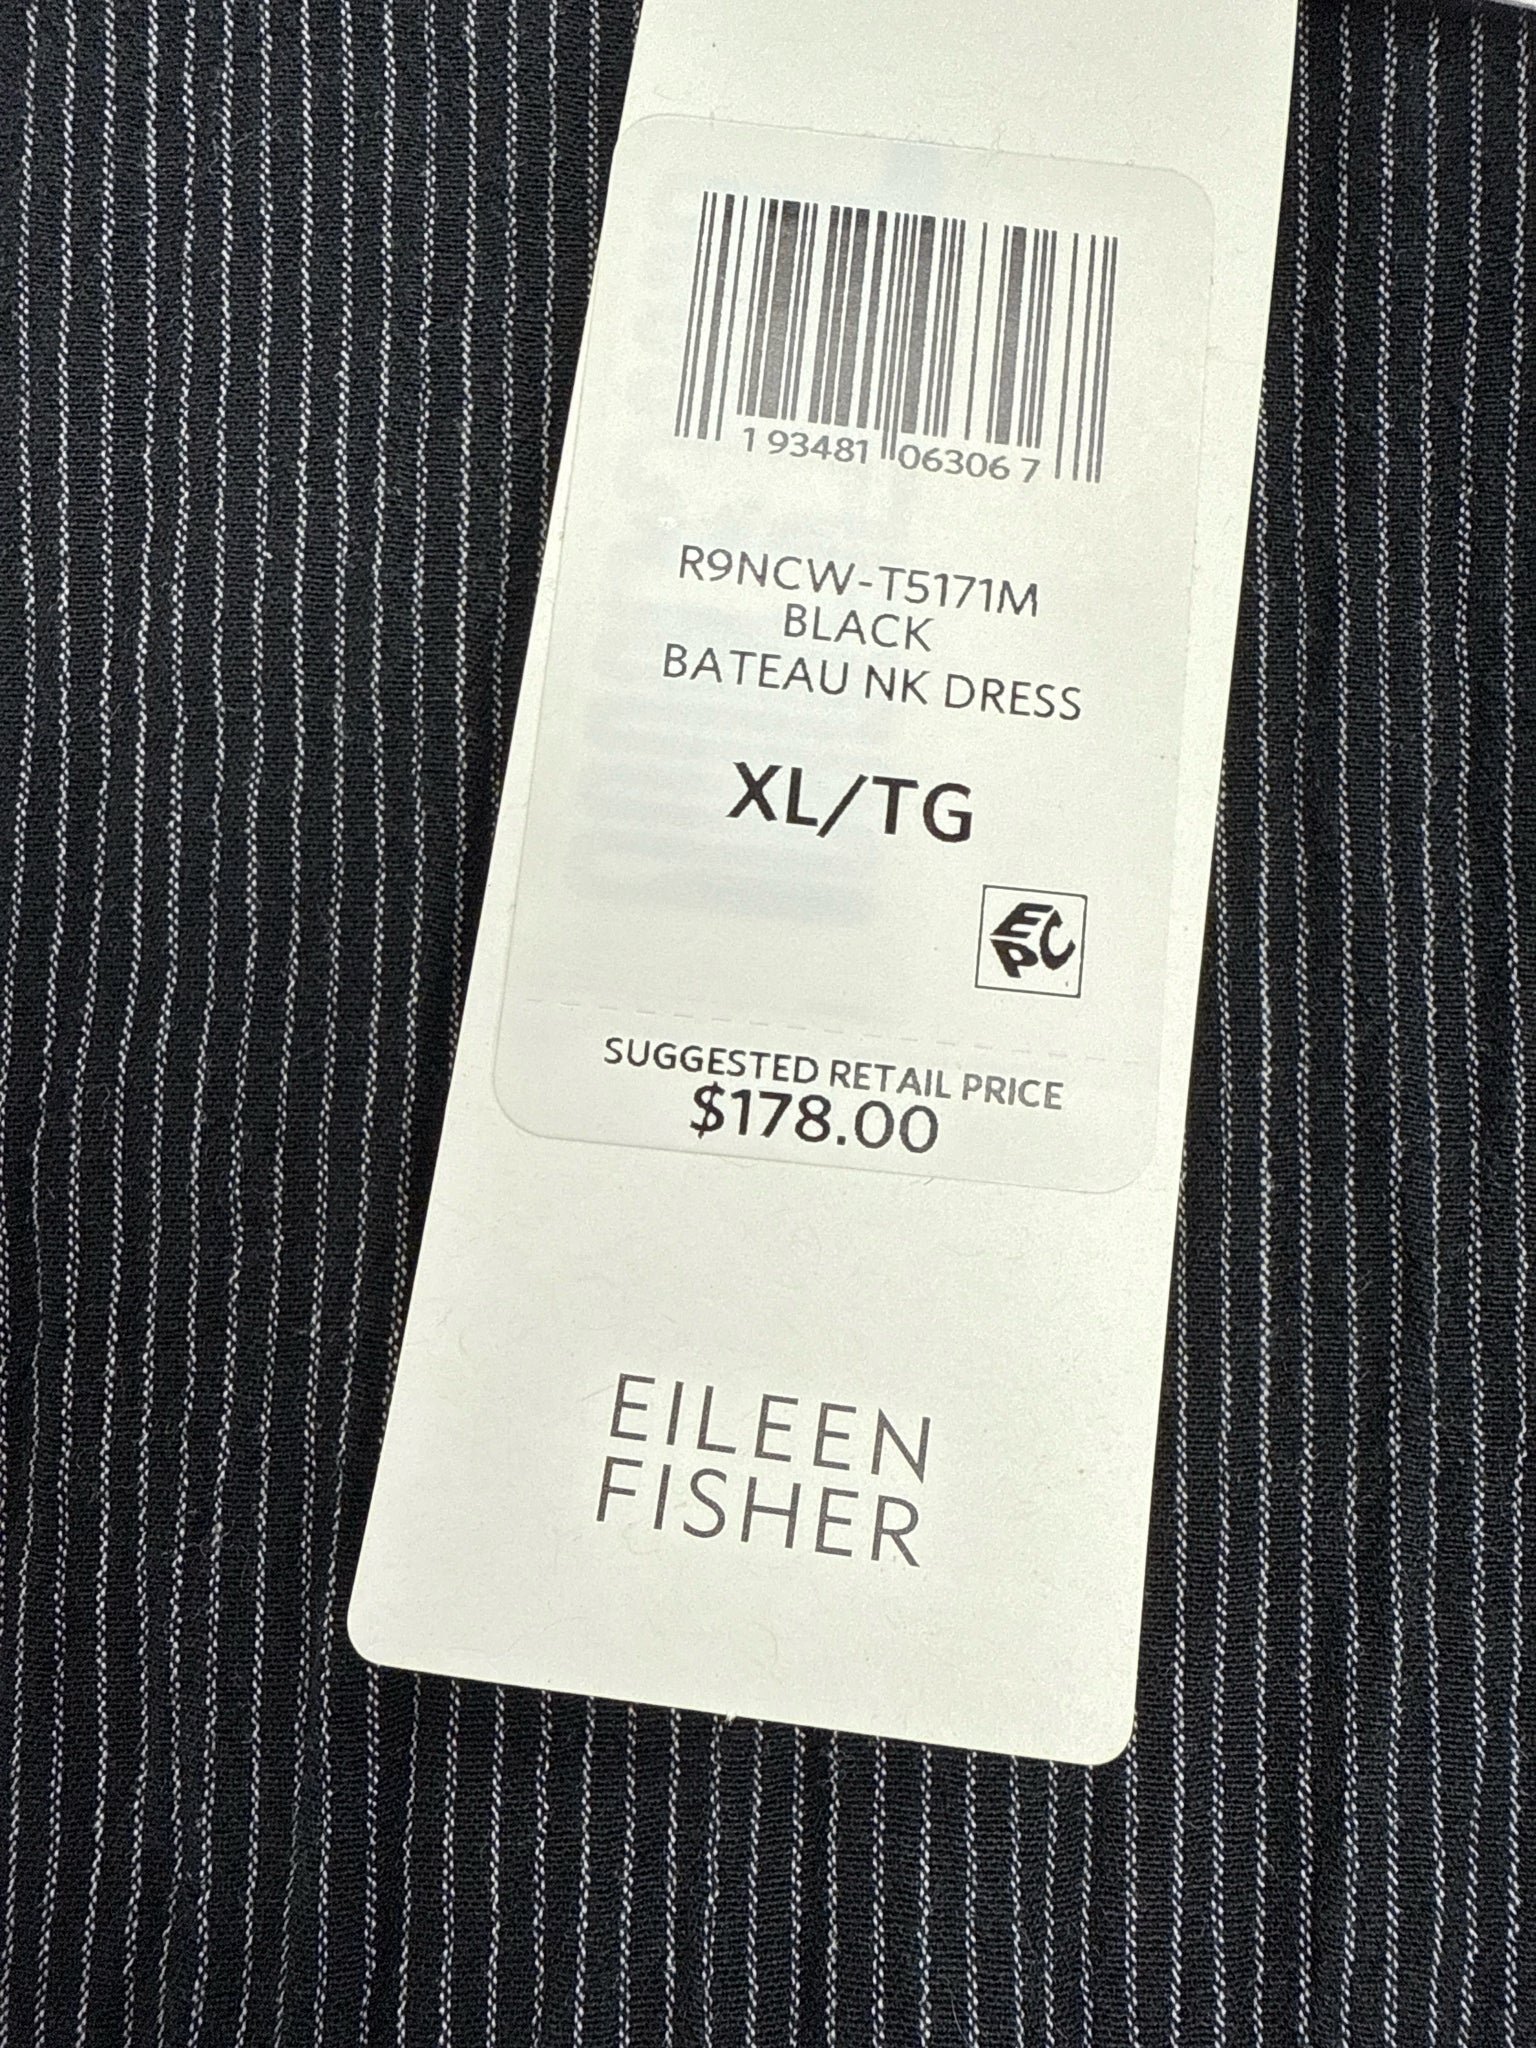 1 93481 06306 7
R9NCW-T5171M
BLACK
BATEAU NK DRESS
XL/TG
EPC
SUGGESTED RETAIL PRICE
$178.00
EILEEN
FISHER